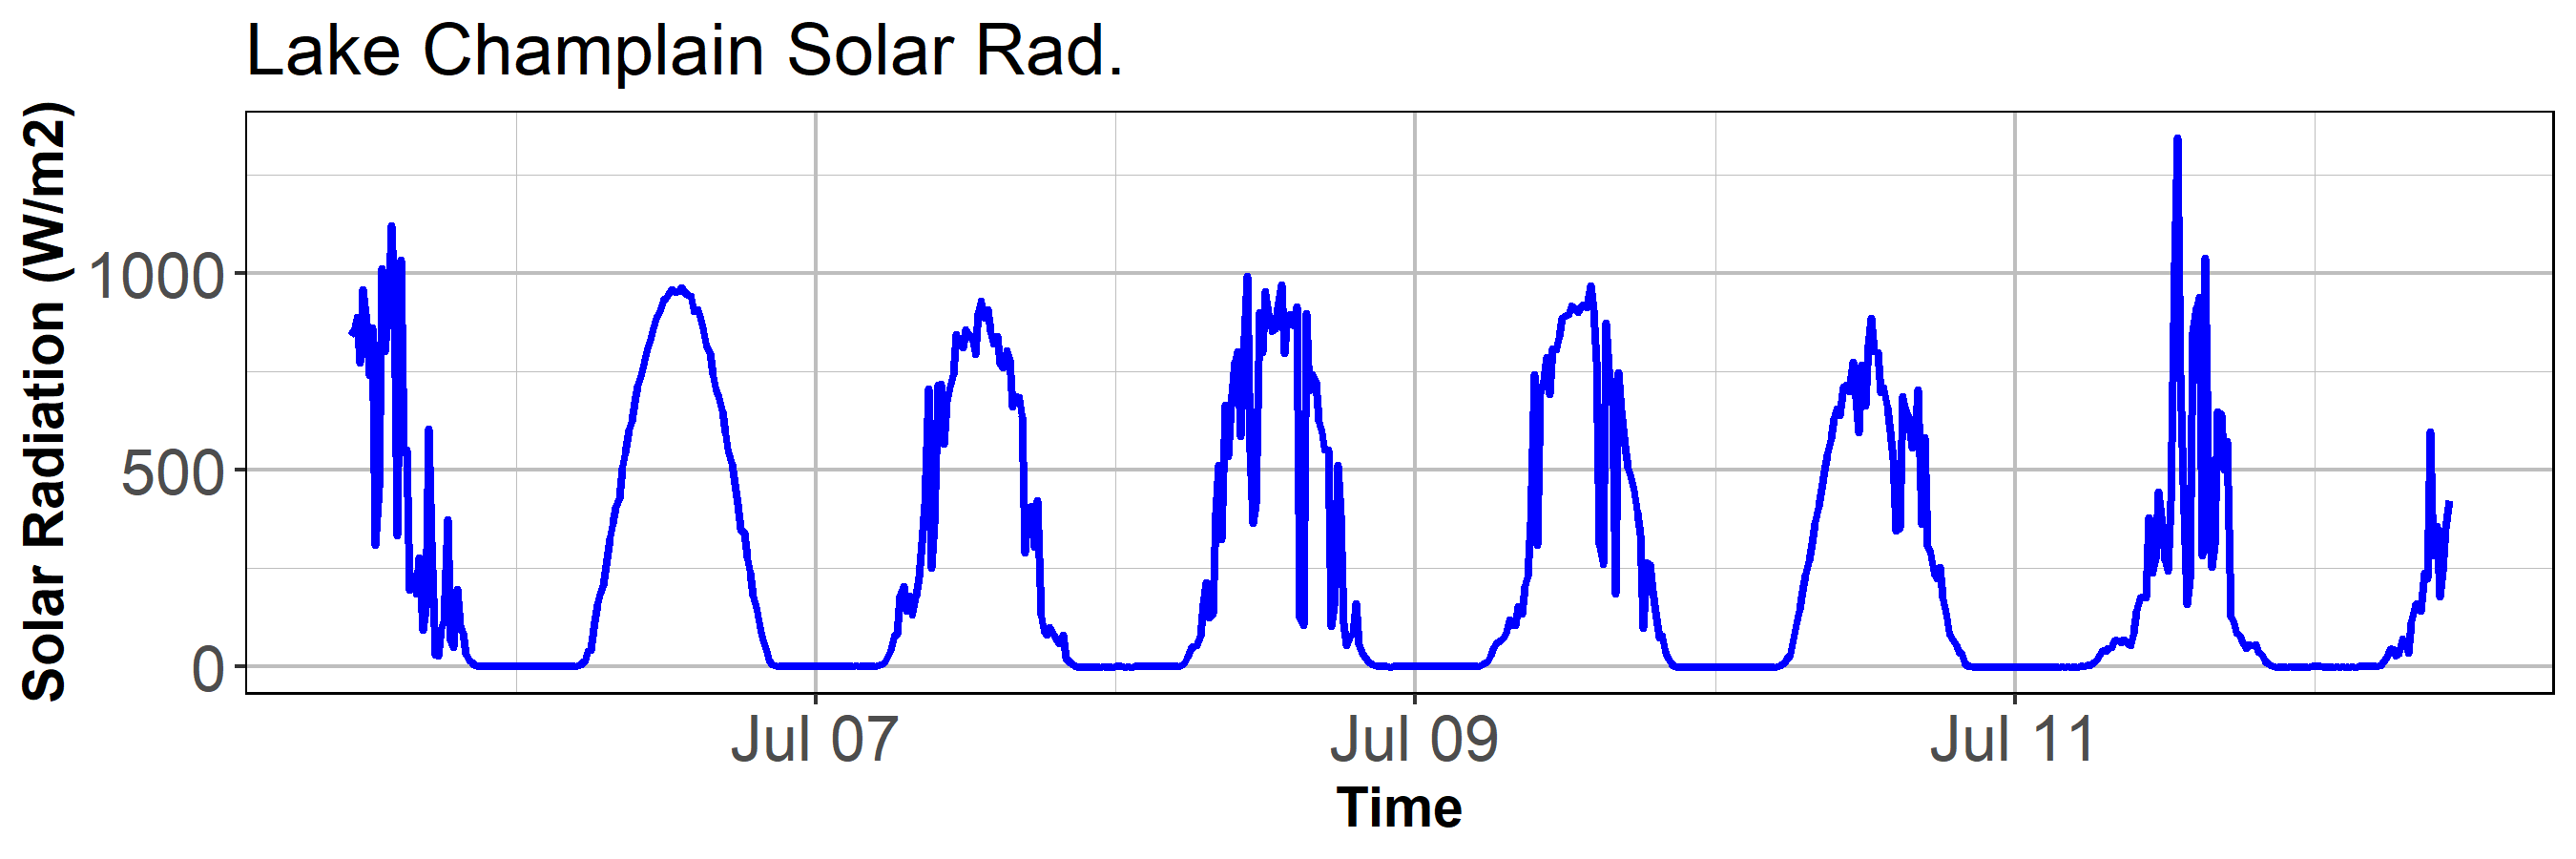 Lake Champlain Solar Rad.
Solar Radiation (W/m2)
1000
500
0
Jul 07
Jul 09
Jul 11
Time